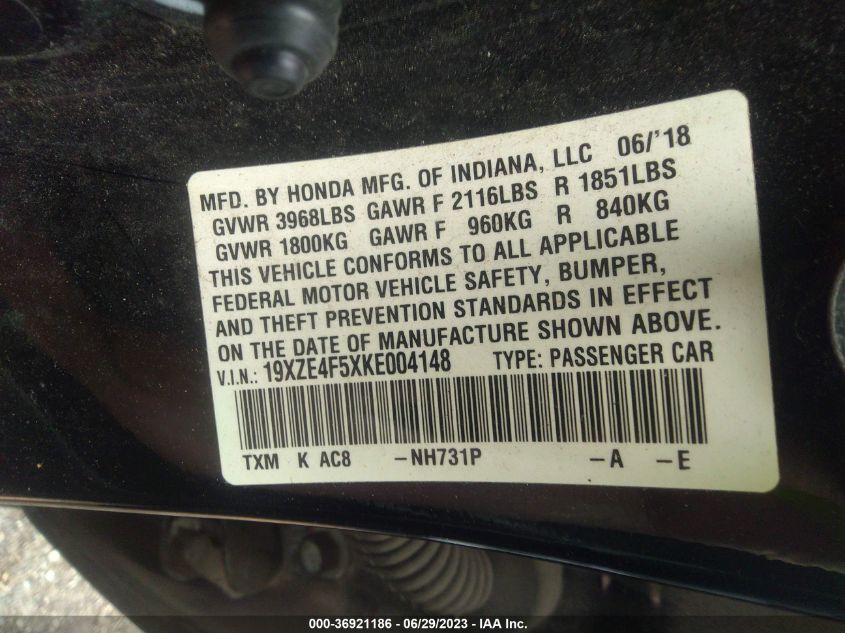 MFD. BY HONDA MFG. OF INDIANA, LLC 06/'18
GVWR 3968LBS GAWR F 2116LBS R 1851LBS
GVWR 1800KG GAWR F 960KG R 840KG
THIS VEHICLE CONFORMS TO ALL APPLICABLE
FEDERAL MOTOR VEHICLE SAFETY, BUMPER,
AND THEFT PREVENTION STANDARDS IN EFFECT
ON THE DATE OF MANUFACTURE SHOWN ABOVE.
V.I.N.: 19XZE4F5XKE004148 TYPE: PASSENGER CAR
TXM K AC8 -NH731P -A -E
000-36921186 - 06/29/2023 - IAA Inc.